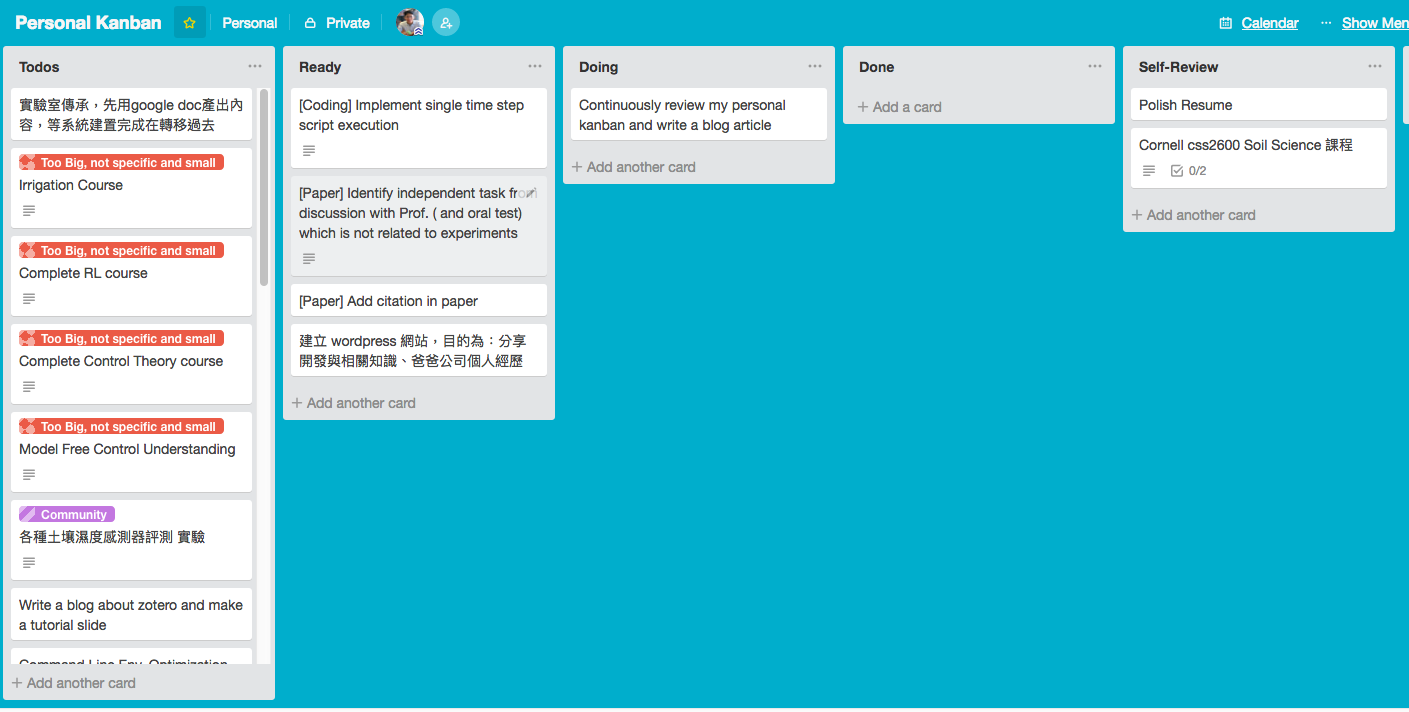 Personal Kanban
Personal
Private
Calendar
Show Men
Todos
實驗室傳承，先用google doc產出內
容，等系統建置完成在轉移過去
Too Big, not specific and small
Irrigation Course
Too Big, not specific and small
Complete RL course
Too Big, not specific and small
Complete Control Theory course
Too Big, not specific and small
Model Free Control Understanding
Community
各種土壤濕度感測器評測 實驗
Write a blog about zotero and make
a tutorial slide
Command Line Env. Optimization
+ Add another card
Ready
[Coding] Implement single time step
script execution
[Paper] Identify independent task from
discussion with Prof. ( and oral test)
which is not related to experiments
[Paper] Add citation in paper
建立 wordpress 網站，目的為：分享
開發與相關知識、爸爸公司個人經歷
+ Add another card
Doing
Continuously review my personal
kanban and write a blog article
+ Add another card
Done
+ Add a card
Self-Review
Polish Resume
Cornell css2600 Soil Science 課程
0/2
+ Add another card